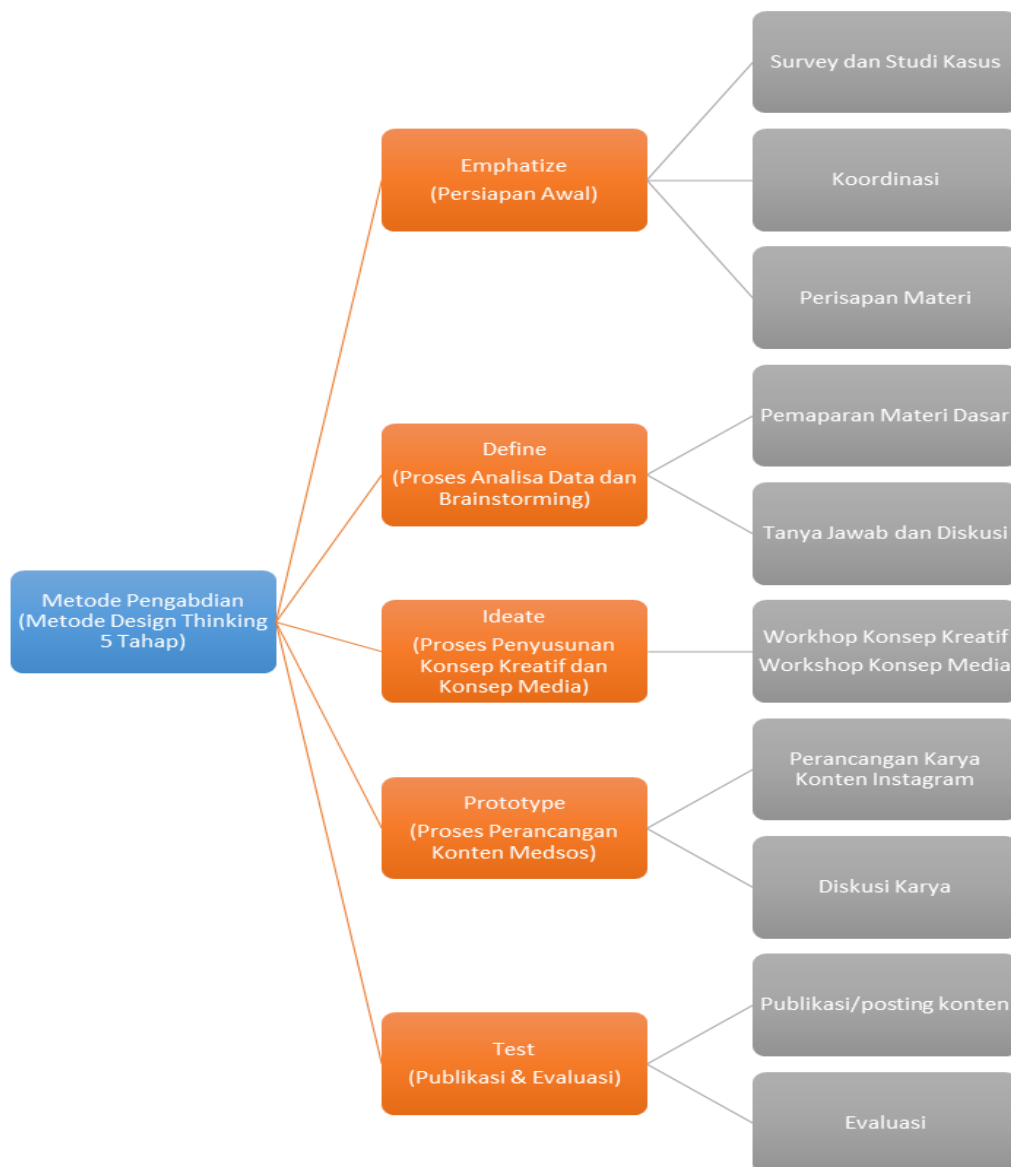 Metode Pengabdian
(Metode Design Thinking
5 Tahap)
Emphatize
(Persiapan Awal)
Survey dan Studi Kasus
Koordinasi
Perisapan Materi
Define
(Proses Analisa Data dan
Brainstorming)
Pemaparan Materi Dasar
Tanya Jawab dan Diskusi
Ideate
(Proses Penyusunan
Konsep Kreatif dan
Konsep Media)
Workhop Konsep Kreatif
Workshop Konsep Media
Prototype
(Proses Perancangan
Konten Medsos)
Perancangan Karya
Konten Instagram
Diskusi Karya
Test
(Publikasi & Evaluasi)
Publikasi/posting konten
Evaluasi